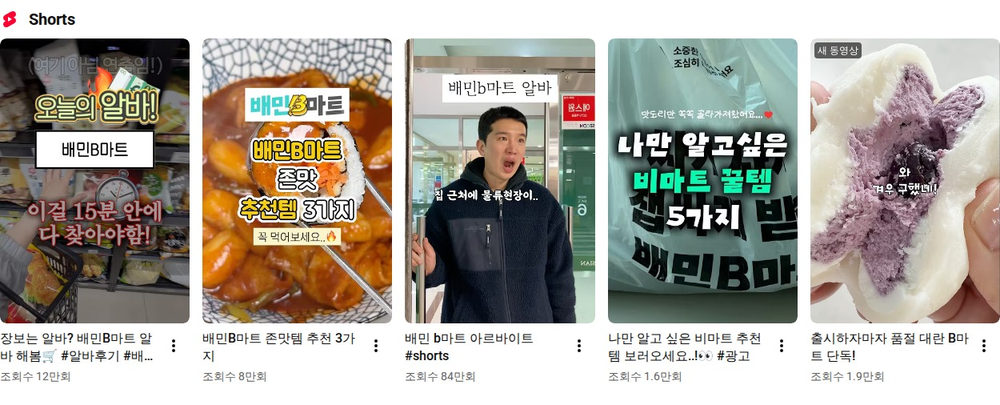 Shorts
(여기 아님 연출임!)
오늘의 알바!
배민B마트
이걸 15분 안에
다 찾아야함!
장보는 알바? 배민B마트 알
바 해봄🛒 #알바후기 #배...
조회수 12만회
배민B마트
배민B마트
존맛
추천템 3가지
꼭 먹어보세요..🔥
배민B마트 존맛템 추천 3가
지
조회수 8만회
배민b마트 알바
집 근처에 물류현장이..
배민 b마트 아르바이트
#shorts
조회수 84만회
소중한
조심히
맛도리만 쏙쏙 골라가져왔어요...❤️
나만 알고싶은
비마트 꿀템
5가지
배민B마
나만 알고 싶은 비마트 추천
템 보러오세요..!👀 #광고
조회수 1.6만회
새 동영상
와
겨우 구했네!
출시하자마자 품절 대란 B마
트 단독!
조회수 1.9만회